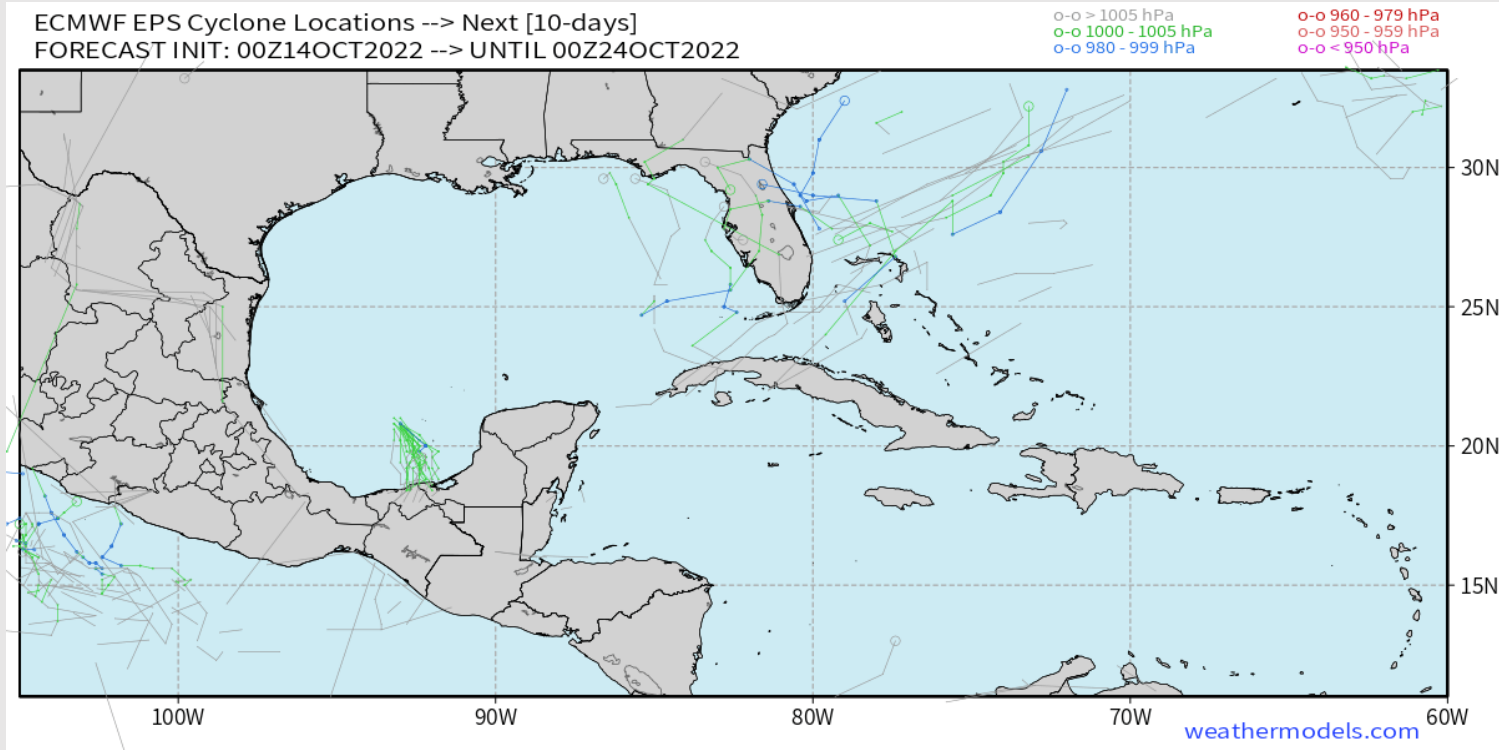 ECMWF EPS Cyclone Locations --> Next [10-days]
FORECAST INIT: 00Z14OCT2022 --> UNTIL 00Z24OCT2022
o-o > 1005 hPa
o-o 1000 - 1005 hPa
o-o 980 - 999 hPa
o-o 960 - 979 hPa
o-o 950 - 959 hPa
o-o < 950 hPa
30N
25N
20N
15N
100W 90W 80W 70W 60W
weathermodels.com